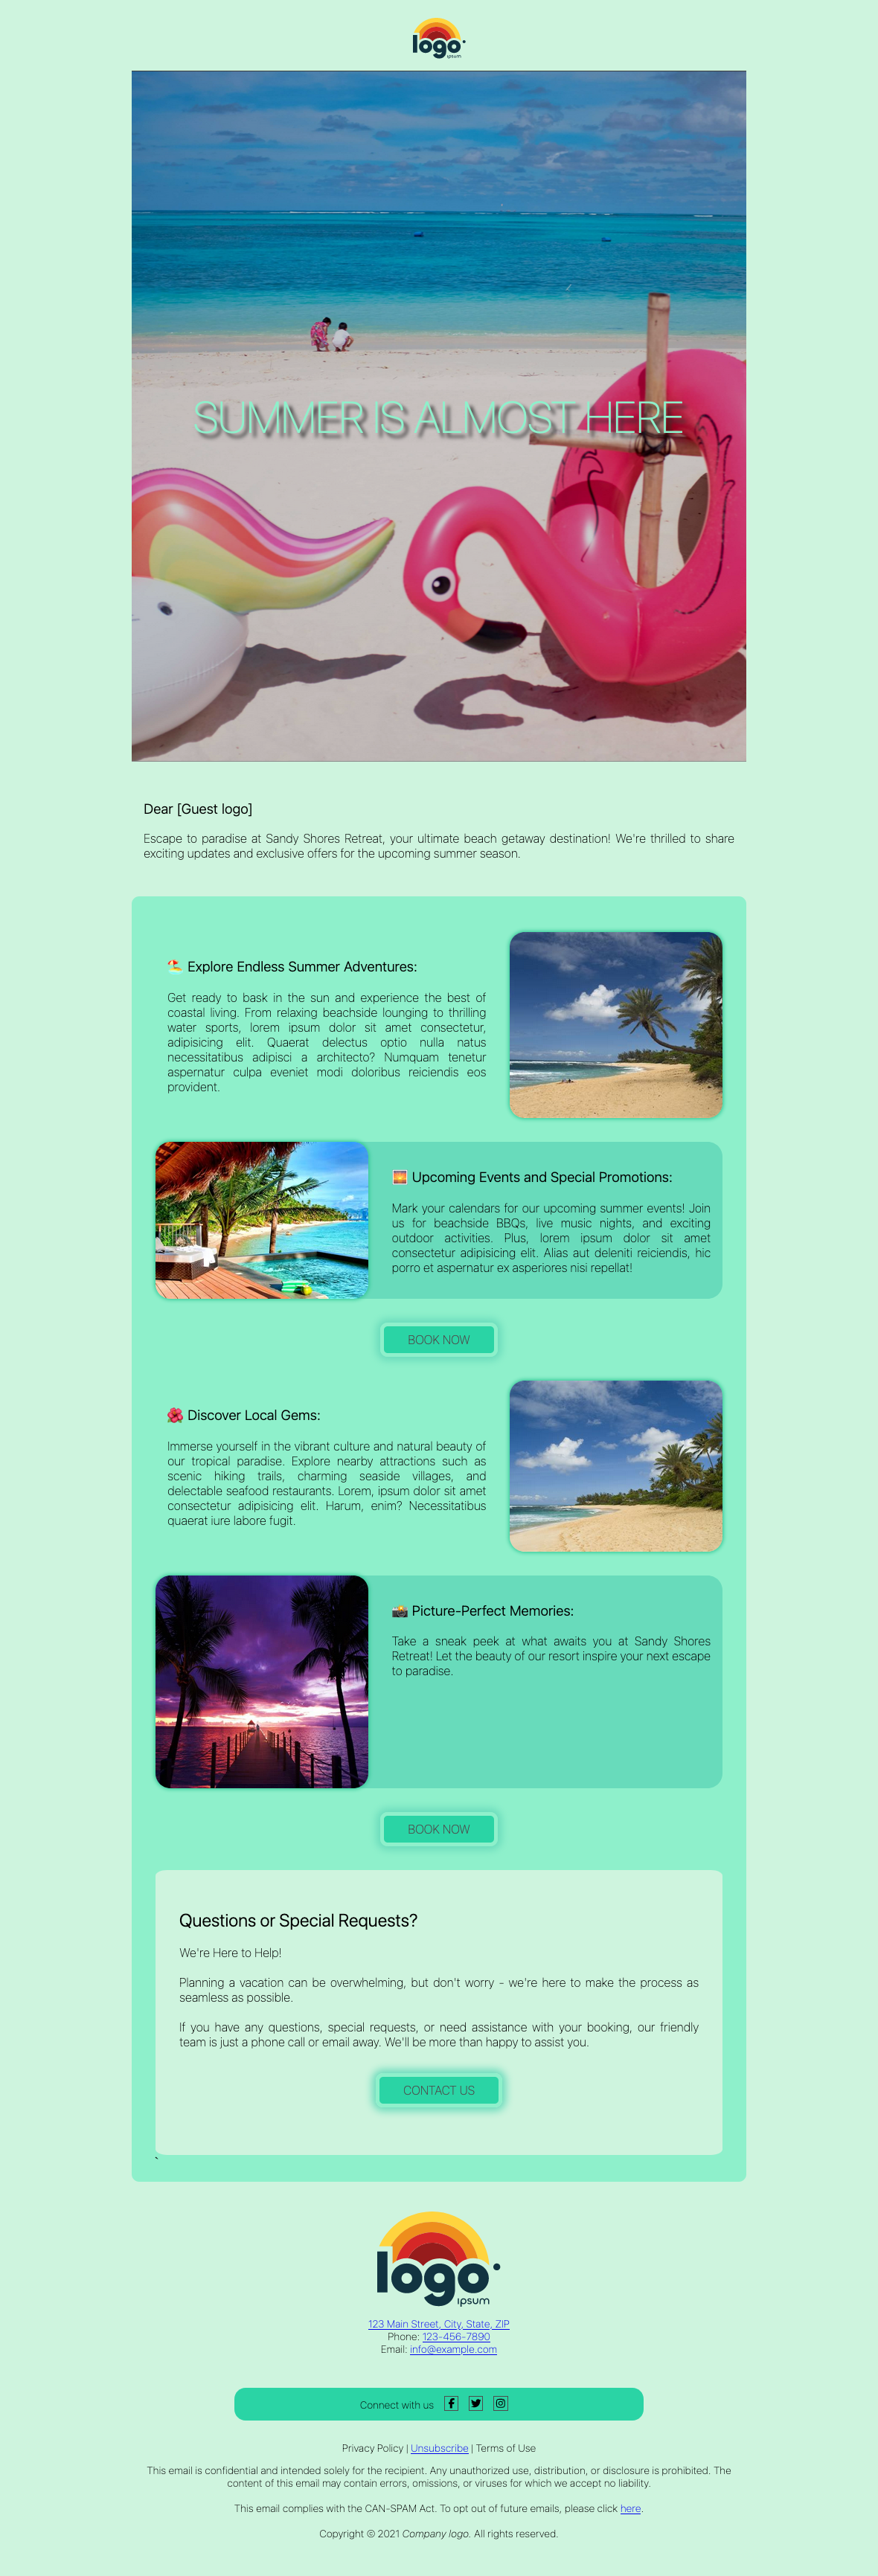 logo
ipsum
SUMMER IS ALMOST HERE
Dear [Guest logo]
Escape to paradise at Sandy Shores Retreat, your ultimate beach getaway destination! We're thrilled to share
exciting updates and exclusive offers for the upcoming summer season.
🏖️ Explore Endless Summer Adventures:
Get ready to bask in the sun and experience the best of
coastal living. From relaxing beachside lounging to thrilling
water sports, lorem ipsum dolor sit amet consectetur,
adipisicing elit. Quaerat delectus optio nulla natus
necessitatibus adipisci a architecto? Numquam tenetur
aspernatur culpa eveniet modi doloribus reiciendis eos
provident.
🌅 Upcoming Events and Special Promotions:
Mark your calendars for our upcoming summer events! Join
us for beachside BBQs, live music nights, and exciting
outdoor activities. Plus, lorem ipsum dolor sit amet
consectetur adipisicing elit. Alias aut deleniti reiciendis, hic
porro et aspernatur ex asperiores nisi repellat!
BOOK NOW
🌺 Discover Local Gems:
Immerse yourself in the vibrant culture and natural beauty of
our tropical paradise. Explore nearby attractions such as
scenic hiking trails, charming seaside villages, and
delectable seafood restaurants. Lorem, ipsum dolor sit amet
consectetur adipisicing elit. Harum, enim? Necessitatibus
quaerat iure labore fugit.
📸 Picture-Perfect Memories:
Take a sneak peek at what awaits you at Sandy Shores
Retreat! Let the beauty of our resort inspire your next escape
to paradise.
BOOK NOW
Questions or Special Requests?
We're Here to Help!
Planning a vacation can be overwhelming, but don't worry - we're here to make the process as
seamless as possible.
If you have any questions, special requests, or need assistance with your booking, our friendly
team is just a phone call or email away. We'll be more than happy to assist you.
CONTACT US
`
logo
ipsum
123 Main Street, City, State, ZIP
Phone: 123-456-7890
Email: info@example.com
Connect with us
Privacy Policy | Unsubscribe | Terms of Use
This email is confidential and intended solely for the recipient. Any unauthorized use, distribution, or disclosure is prohibited. The
content of this email may contain errors, omissions, or viruses for which we accept no liability.
This email complies with the CAN-SPAM Act. To opt out of future emails, please click here.
Copyright © 2021 Company logo. All rights reserved.